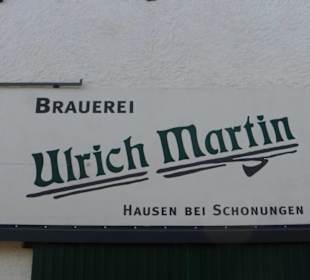 Brauerei
Ulrich Martin
Hausen bei Schonungen